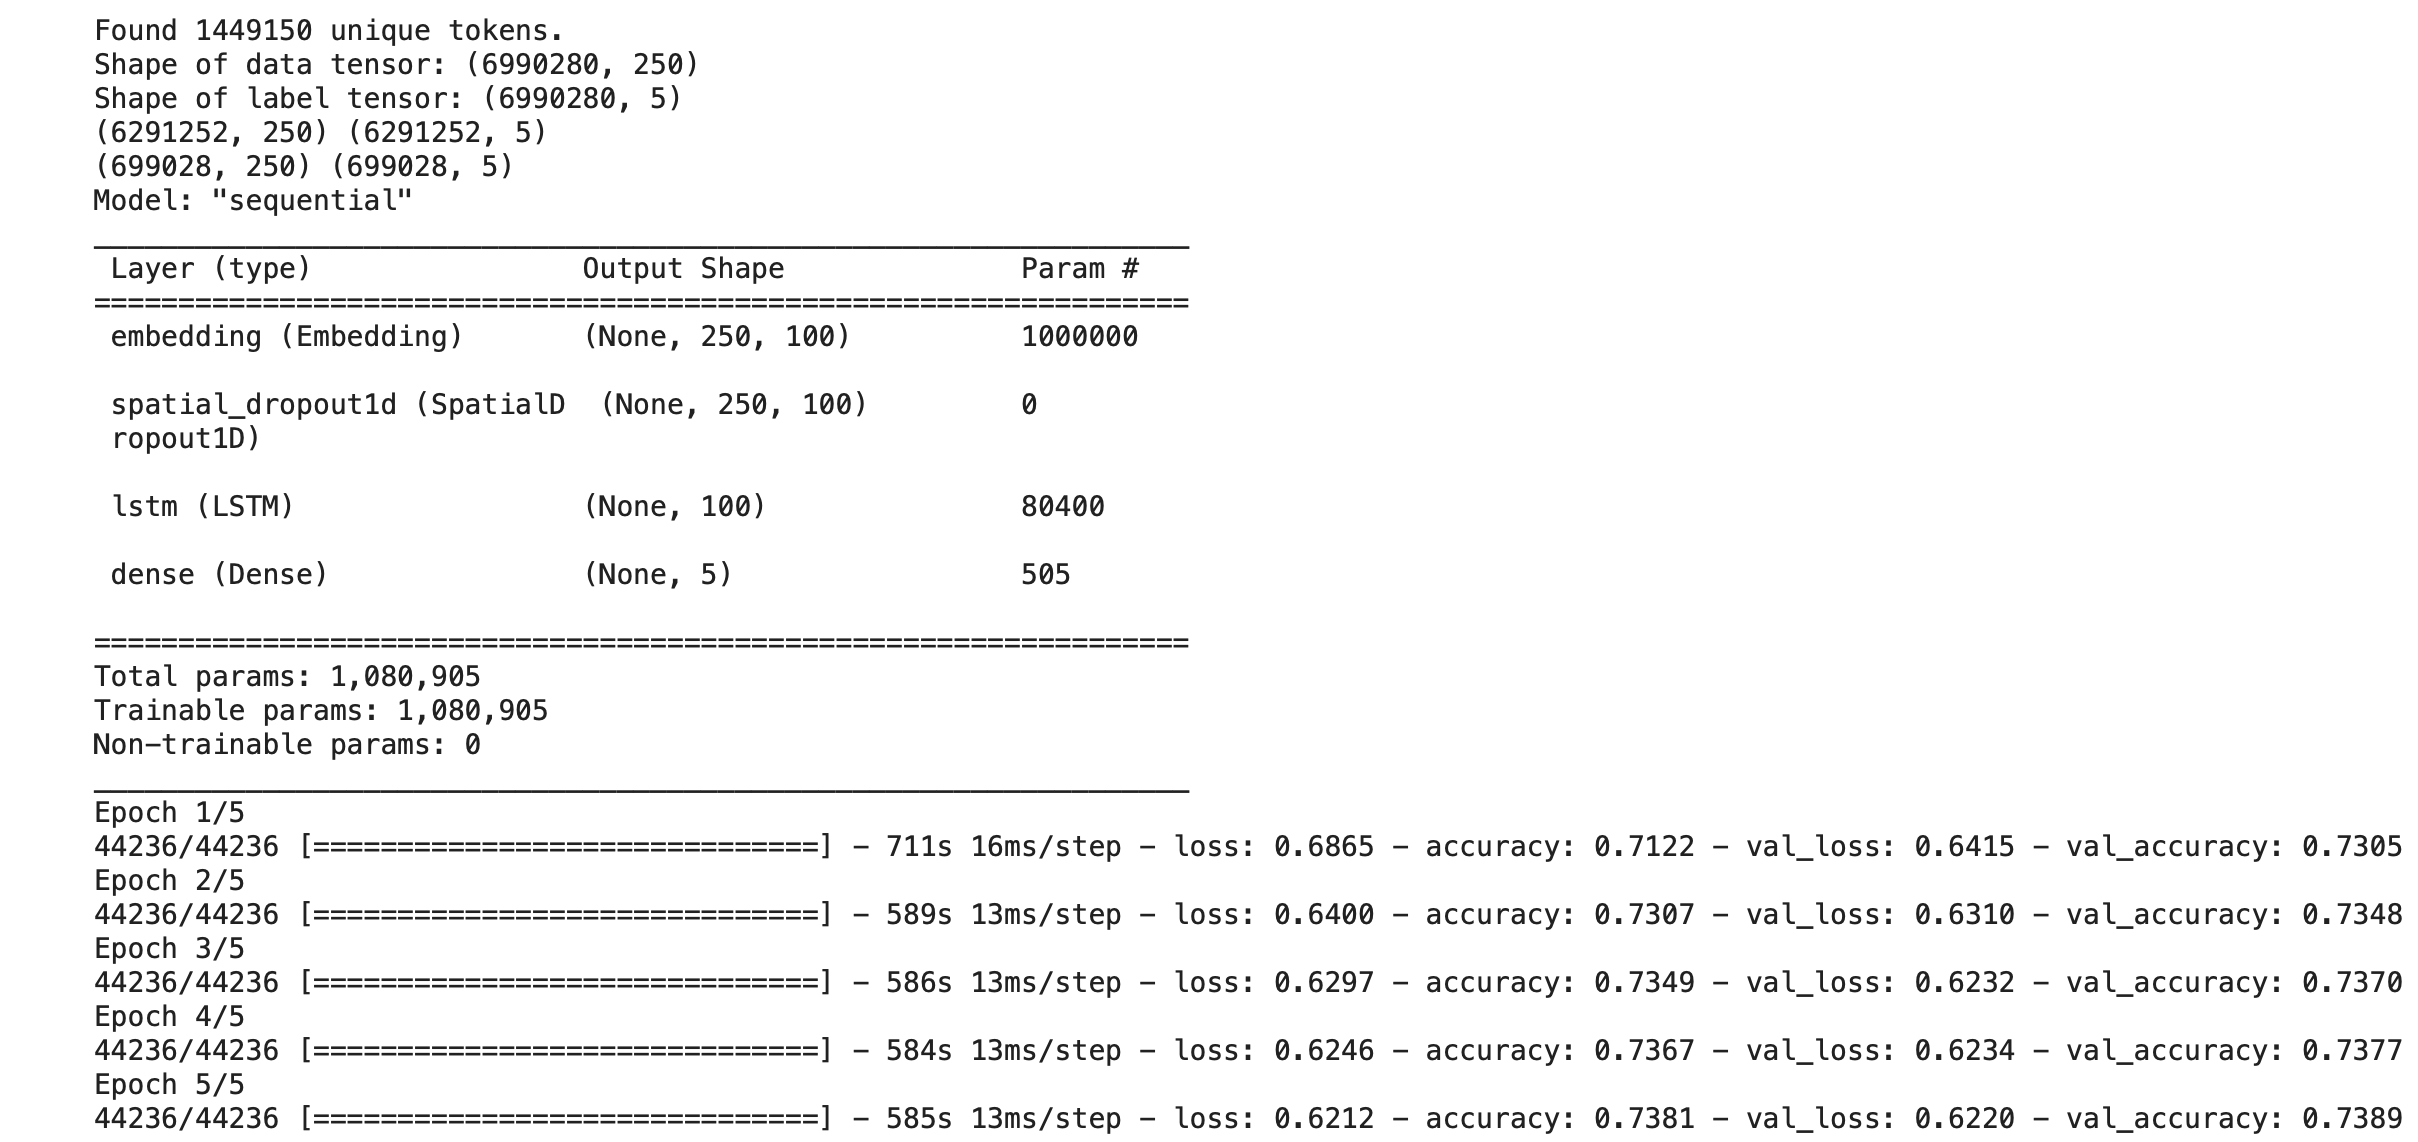 Found 1449150 unique tokens.
Shape of data tensor: (6990280, 250)
Shape of label tensor: (6990280, 5)
(6291252, 250) (6291252, 5)
(699028, 250) (699028, 5)
Model: "sequential"
_________________________________________________________________
 Layer (type)                Output Shape              Param #
=================================================================
 embedding (Embedding)       (None, 250, 100)          1000000

 spatial_dropout1d (SpatialD  (None, 250, 100)         0
 ropout1D)

 lstm (LSTM)                 (None, 100)               80400

 dense (Dense)               (None, 5)                 505

=================================================================
Total params: 1,080,905
Trainable params: 1,080,905
Non-trainable params: 0
_________________________________________________________________
Epoch 1/5
44236/44236 [==============================] - 711s 16ms/step - loss: 0.6865 - accuracy: 0.7122 - val_loss: 0.6415 - val_accuracy: 0.7305
Epoch 2/5
44236/44236 [==============================] - 589s 13ms/step - loss: 0.6400 - accuracy: 0.7307 - val_loss: 0.6310 - val_accuracy: 0.7348
Epoch 3/5
44236/44236 [==============================] - 586s 13ms/step - loss: 0.6297 - accuracy: 0.7349 - val_loss: 0.6232 - val_accuracy: 0.7370
Epoch 4/5
44236/44236 [==============================] - 584s 13ms/step - loss: 0.6246 - accuracy: 0.7367 - val_loss: 0.6234 - val_accuracy: 0.7377
Epoch 5/5
44236/44236 [==============================] - 585s 13ms/step - loss: 0.6212 - accuracy: 0.7381 - val_loss: 0.6220 - val_accuracy: 0.7389